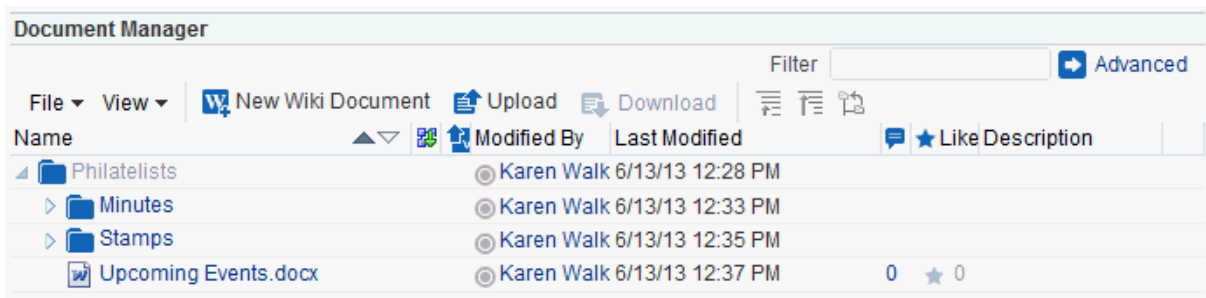 Document Manager
Filter Advanced
File View New Wiki Document Upload Download
Name Modified By Last Modified Like Description
Philatelists Karen Walk 6/13/13 12:28 PM
Minutes Karen Walk 6/13/13 12:33 PM
Stamps Karen Walk 6/13/13 12:35 PM
Upcoming Events.docx Karen Walk 6/13/13 12:37 PM 0 0